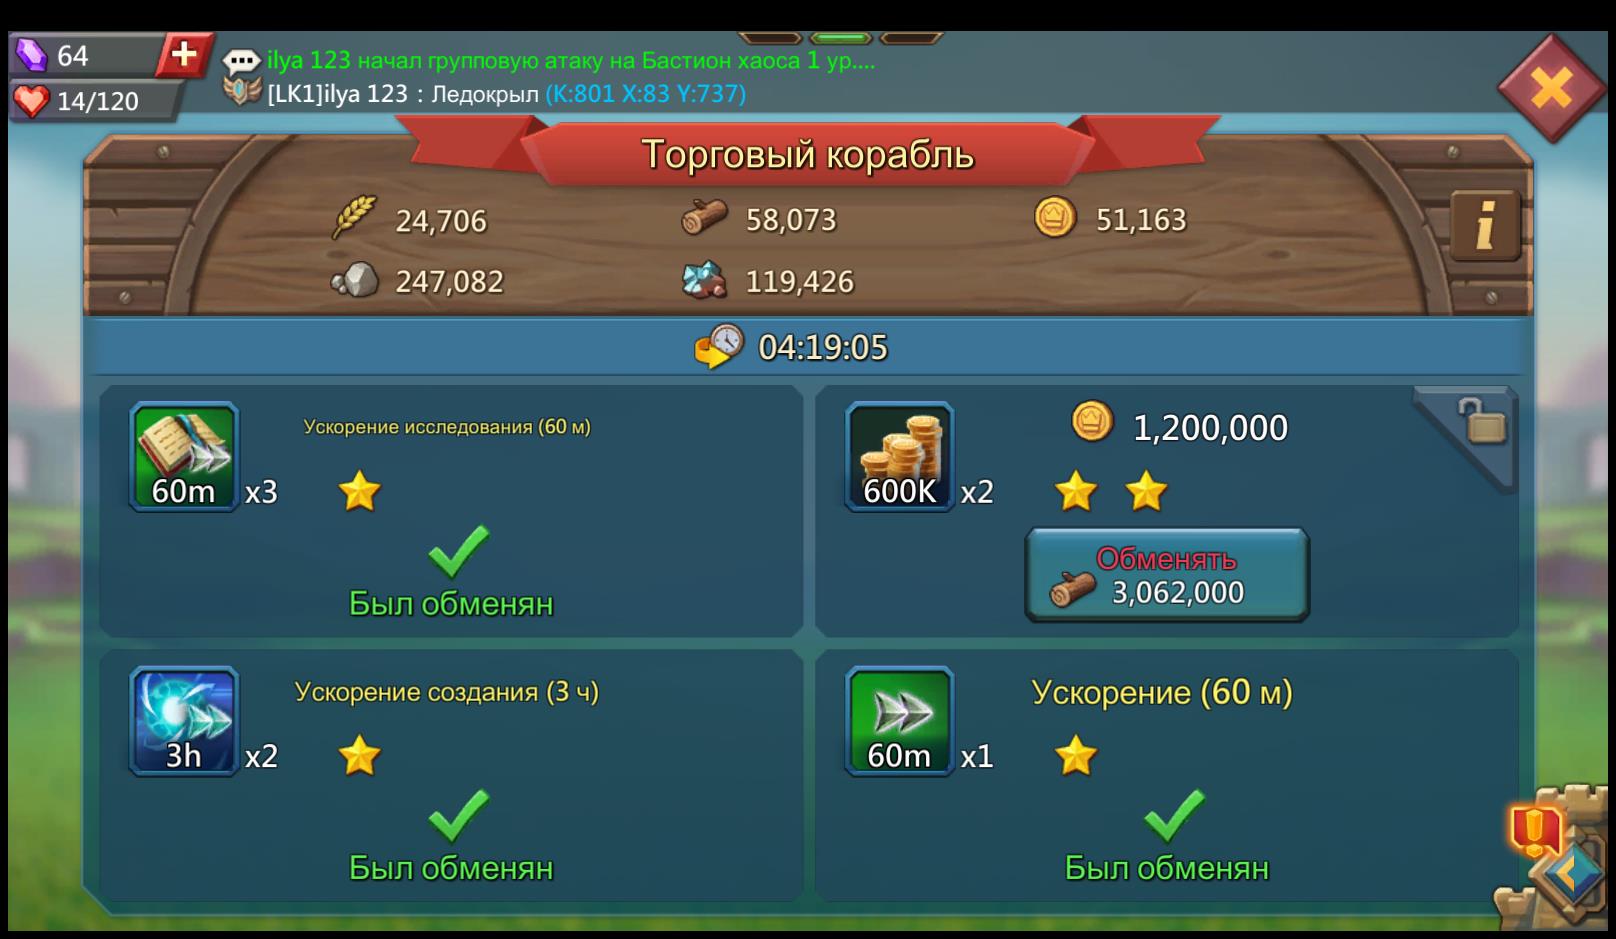 64
14/120
ilya 123 начал групповую атаку на Бастион хаоса 1 ур....
[LK1]ilya 123 : Ледокрыл (K:801 X:83 Y:737)
Торговый корабль
24,706
58,073
51,163
i
247,082
119,426
04:19:05
Ускорение исследования (60 м)
60m x3
Был обменян
1,200,000
600K x2
Обменять
3,062,000
Ускорение создания (3 ч)
3h x2
Был обменян
Ускорение (60 м)
60m x1
Был обменян